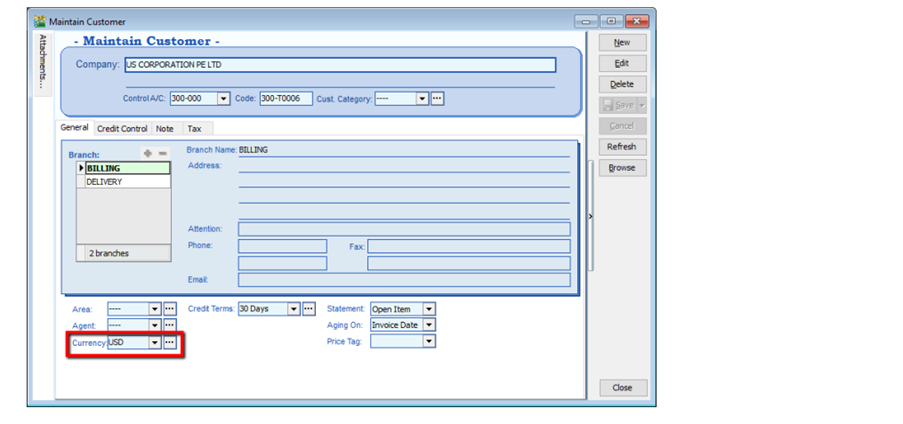 Maintain Customer
Attachments...
- Maintain Customer -
Company: US CORPORATION PE LTD
Control A/C: 300-000 Code: 300-T0006 Cust. Category: ----
General Credit Control Note Tax
Branch:
BILLING
DELIVERY
2 branches
Branch Name: BILLING
Address:
Attention:
Phone: Fax:
Email:
Area: ---- Credit Terms: 30 Days Statement: Open Item
Agent: ---- Aging On: Invoice Date
Currency: USD Price Tag:
New
Edit
Delete
Save
Cancel
Refresh
Browse
Close